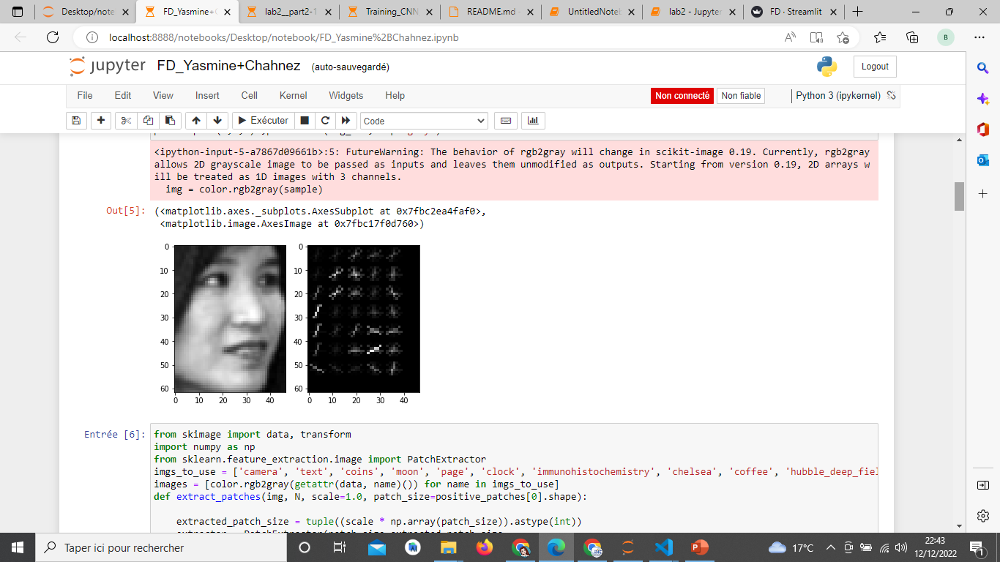 Desktop/note
FD_Yasmine+C
lab2__part2-1
Training_CNN
README.md -
UntitledNoteb
lab2 - Jupyter
FD · Streamlit
localhost:8888/notebooks/Desktop/notebook/FD_Yasmine%2BChahnez.ipynb
B
jupyter FD_Yasmine+Chahnez (auto-sauvegardé)
Logout
File Edit View Insert Cell Kernel Widgets Help
Non connecté Non fiable Python 3 (ipykernel)
Exécuter Code
<ipython-input-5-a7867d09661b>:5: FutureWarning: The behavior of rgb2gray will change in scikit-image 0.19. Currently, rgb2gray
allows 2D grayscale image to be passed as inputs and leaves them unmodified as outputs. Starting from version 0.19, 2D arrays w
ill be treated as 1D images with 3 channels.
img = color.rgb2gray(sample)
Out[5]: (<matplotlib.axes._subplots.AxesSubplot at 0x7fbc2ea4faf0>,
<matplotlib.image.AxesImage at 0x7fbc17f0d760>)
0 0
10 10
20 20
30 30
40 40
50 50
60 60
0 10 20 30 40 0 10 20 30 40
Entrée [6]: from skimage import data, transform
import numpy as np
from sklearn.feature_extraction.image import PatchExtractor
imgs_to_use = ['camera', 'text', 'coins', 'moon', 'page', 'clock', 'immunohistochemistry', 'chelsea', 'coffee', 'hubble_deep_fiel
images = [color.rgb2gray(getattr(data, name)()) for name in imgs_to_use]
def extract_patches(img, N, scale=1.0, patch_size=positive_patches[0].shape):
extracted_patch_size = tuple((scale * np.array(patch_size)).astype(int))
Taper ici pour rechercher
17°C
22:43
12/12/2022
1